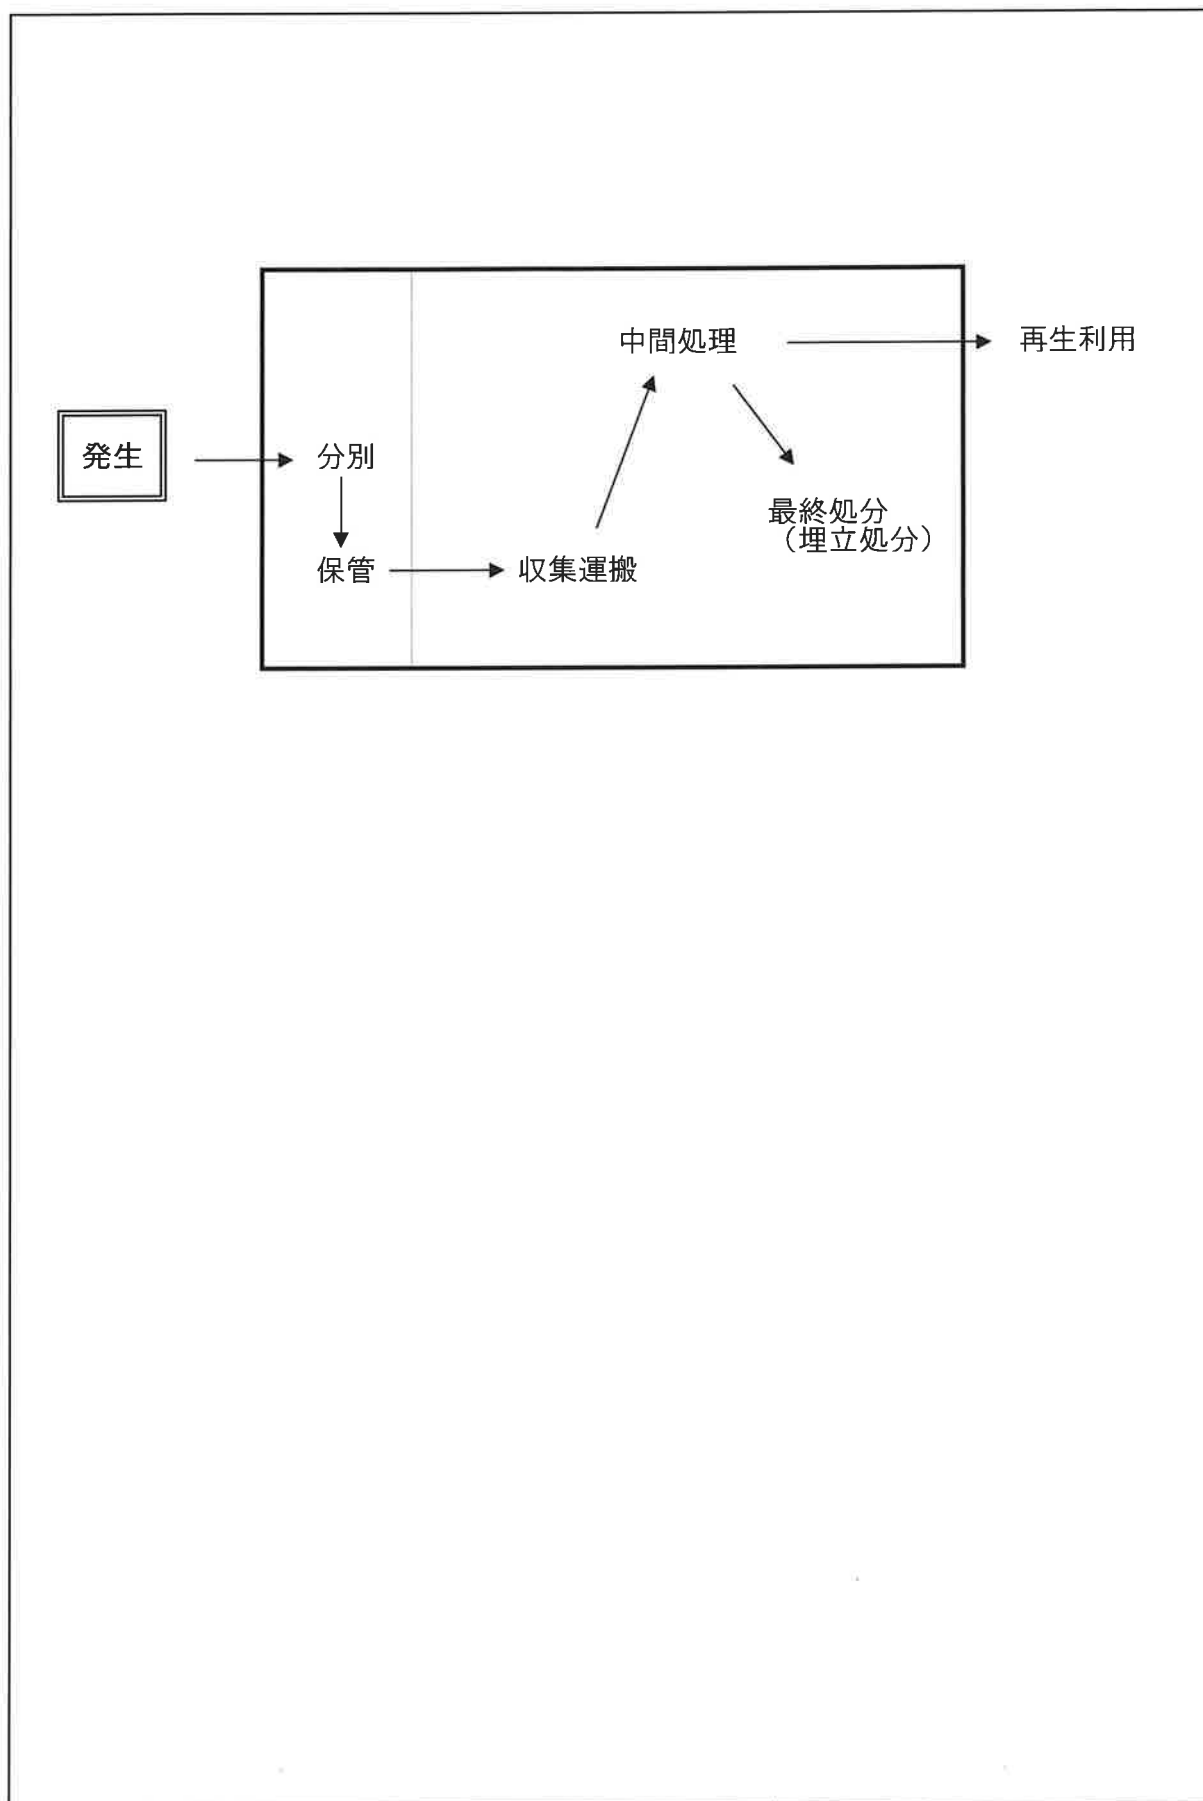 発生
分別
保管
収集運搬
中間処理
再生利用
最終処分
（埋立処分）